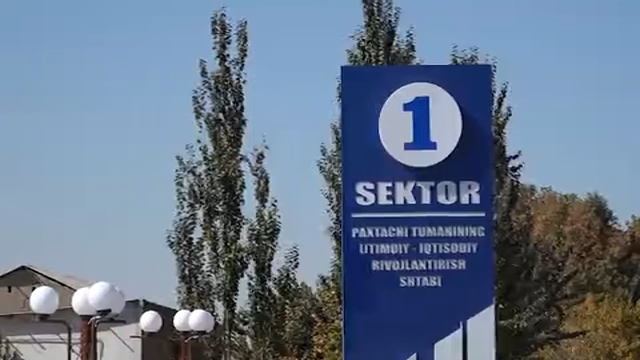 1
SEKTOR
PAXTACHI TUMANINING
IJTIMOIY - IQTISODIY
RIVOJLANTIRISH
SHTABI